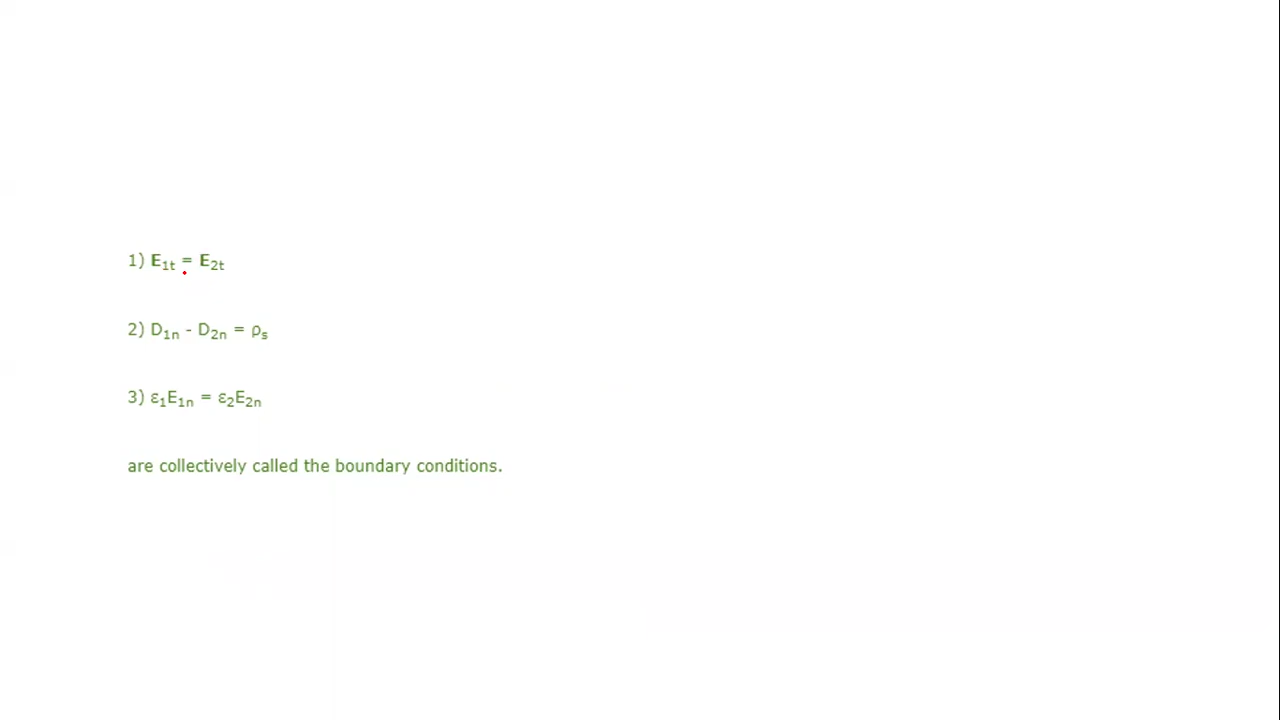 1) E₁ₜ = E₂ₜ
2) D₁ₙ - D₂ₙ = ρₛ
3) ε₁E₁ₙ = ε₂E₂ₙ
are collectively called the boundary conditions.